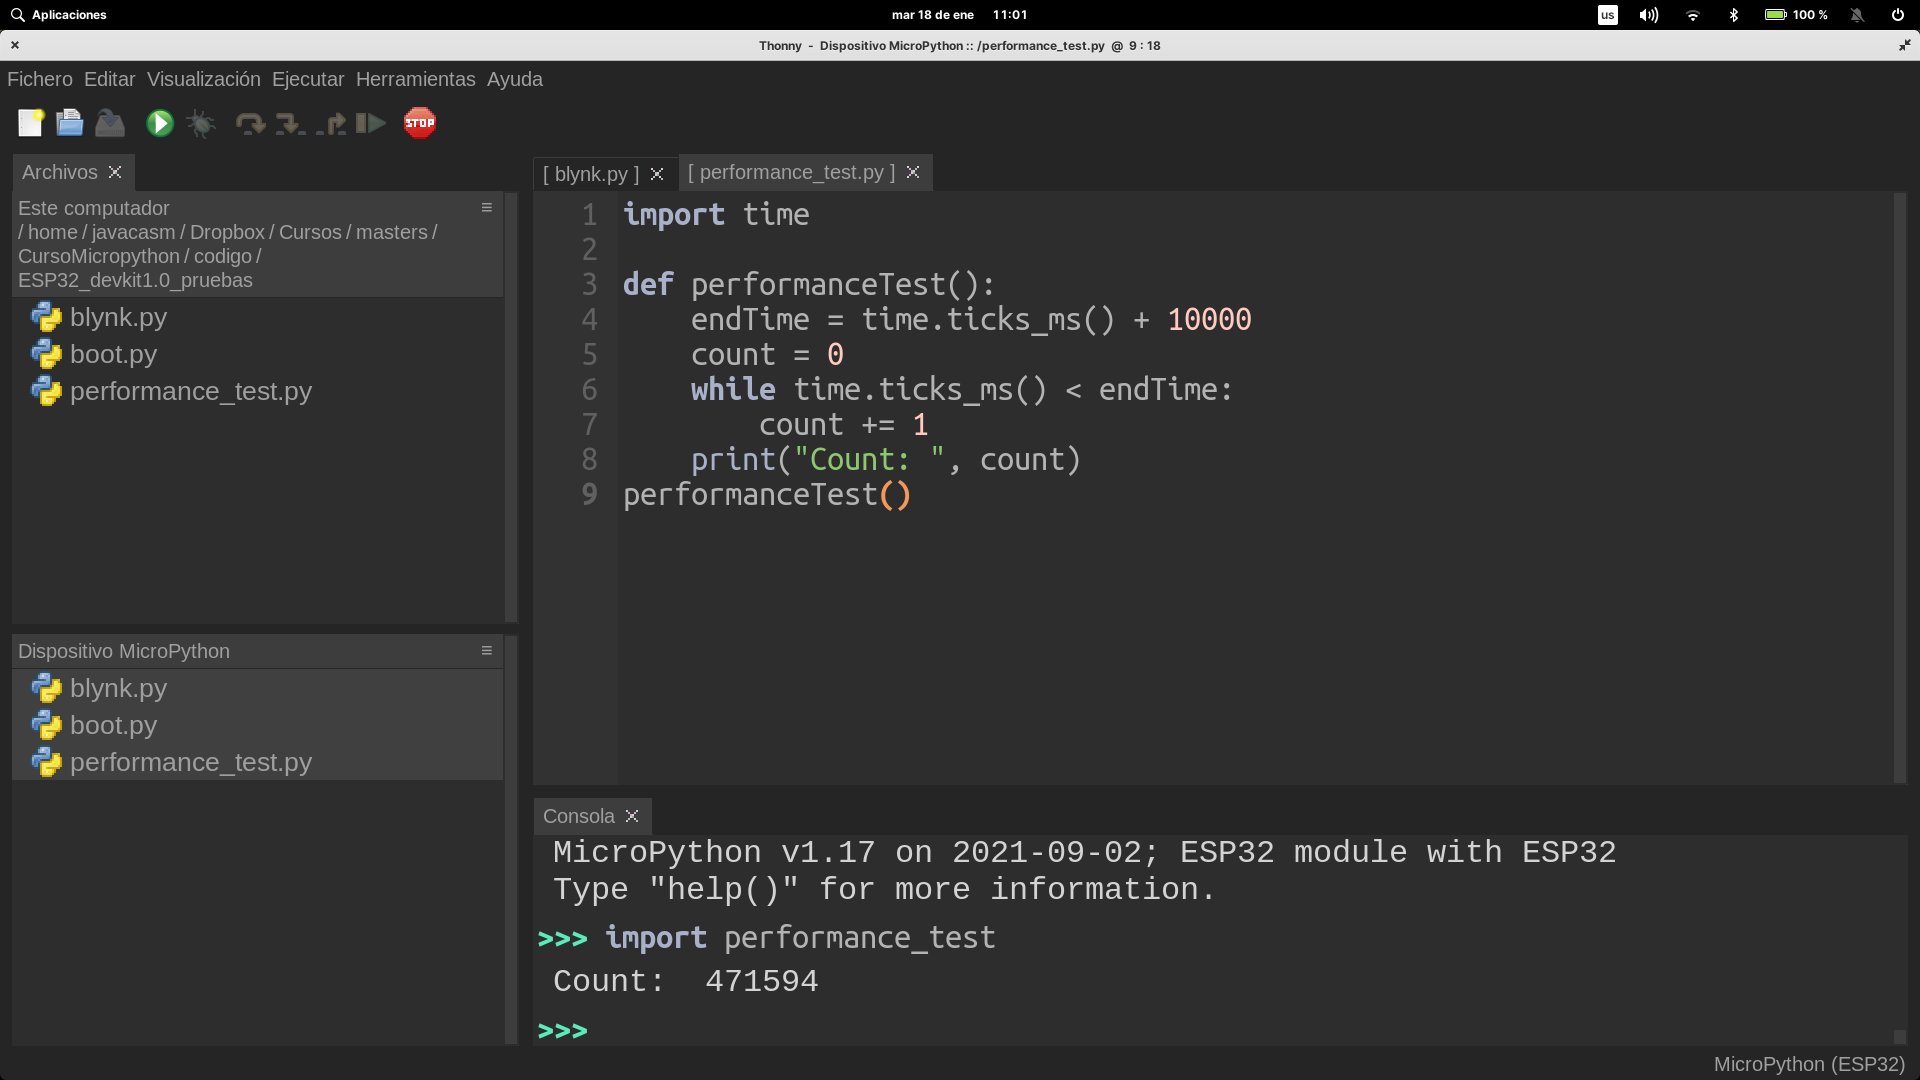 Aplicaciones
mar 18 de ene 11:01
us
100 %
Thonny - Dispositivo MicroPython :: /performance_test.py @ 9 : 18
Fichero Editar Visualización Ejecutar Herramientas Ayuda
STOP
Archivos
Este computador
/ home / javacasm / Dropbox / Cursos / masters /
CursoMicropython / codigo /
ESP32_devkit1.0_pruebas
blynk.py
boot.py
performance_test.py
Dispositivo MicroPython
blynk.py
boot.py
performance_test.py
[ blynk.py ]
[ performance_test.py ]
1 import time
2
3 def performanceTest():
4     endTime = time.ticks_ms() + 10000
5     count = 0
6     while time.ticks_ms() < endTime:
7         count += 1
8     print("Count: ", count)
9 performanceTest()
Consola
MicroPython v1.17 on 2021-09-02; ESP32 module with ESP32
Type "help()" for more information.
>>> import performance_test
Count:  471594
>>>
MicroPython (ESP32)